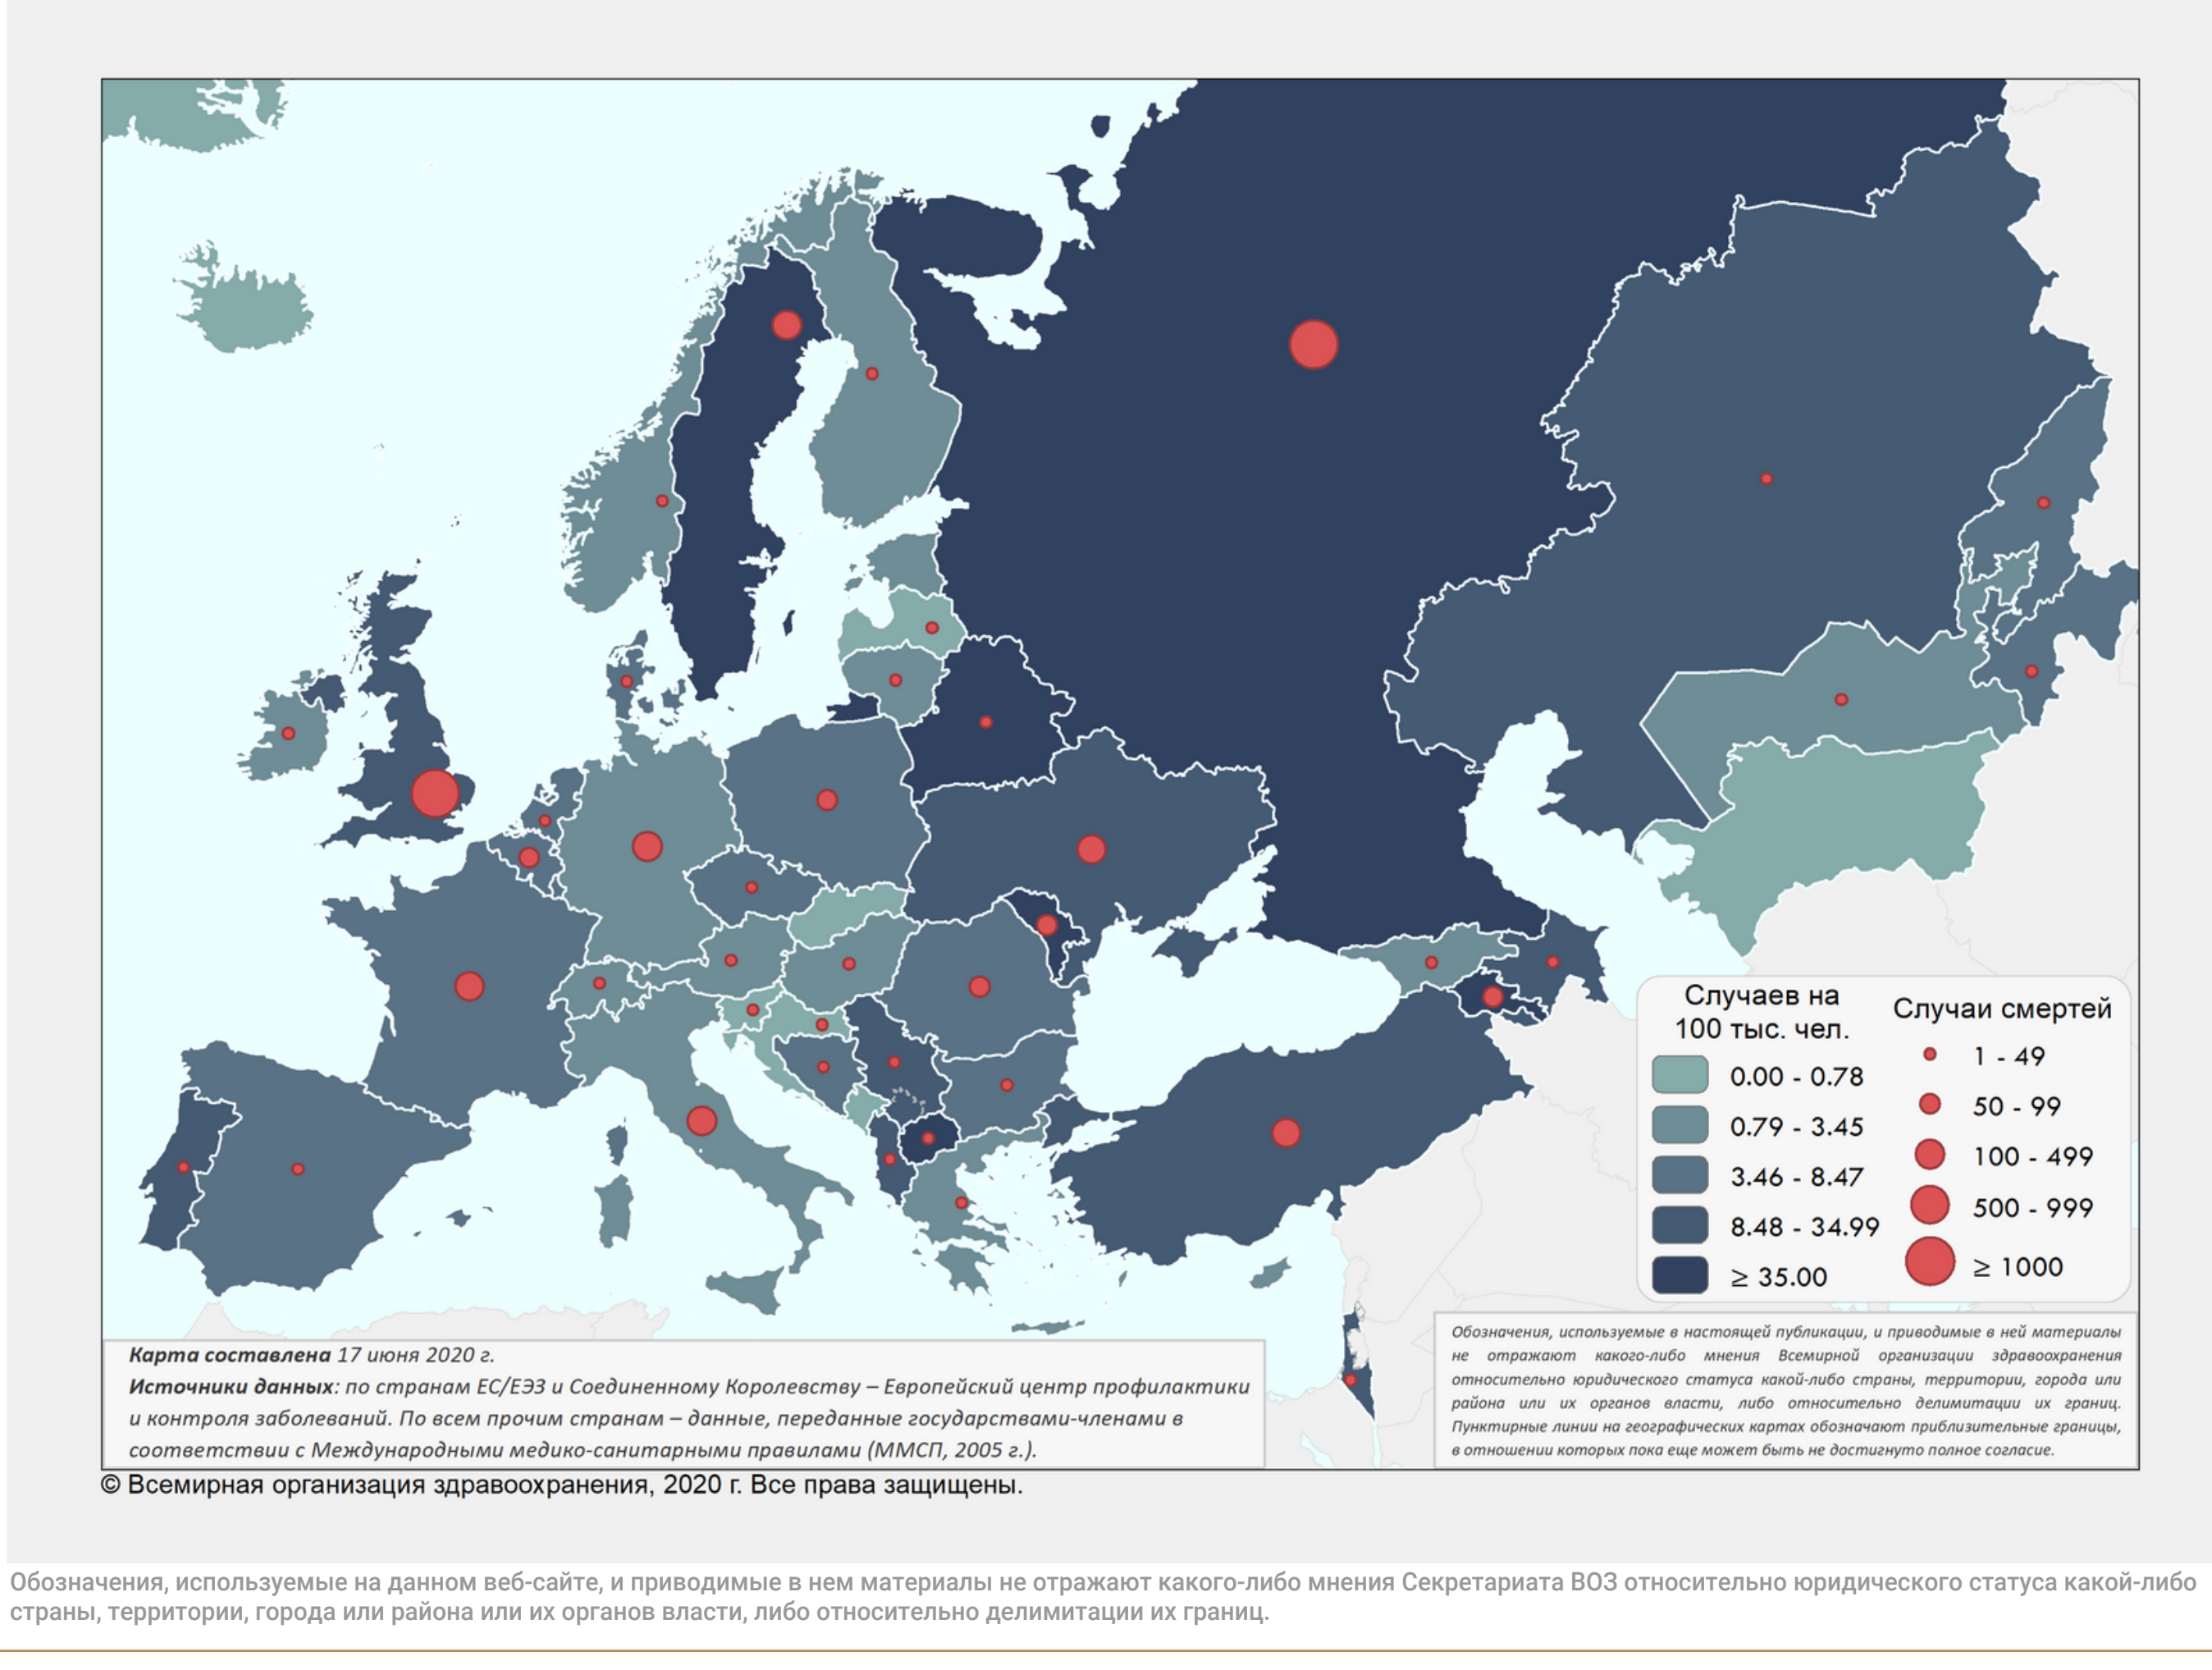 Случаев на
100 тыс. чел.
0.00 - 0.78
0.79 - 3.45
3.46 - 8.47
8.48 - 34.99
≥ 35.00
Случаи смертей
1 - 49
50 - 99
100 - 499
500 - 999
≥ 1000
Карта составлена 17 июня 2020 г.
Источники данных: по странам ЕС/ЕЭЗ и Соединенному Королевству – Европейский центр профилактики
и контроля заболеваний. По всем прочим странам – данные, переданные государствами-членами в
соответствии с Международными медико-санитарными правилами (ММСП, 2005 г.).
Обозначения, используемые в настоящей публикации, и приводимые в ней материалы
не отражают какого-либо мнения Всемирной организации здравоохранения
относительно юридического статуса какой-либо страны, территории, города или
района или их органов власти, либо относительно делимитации их границ.
Пунктирные линии на географических картах обозначают приблизительные границы,
в отношении которых пока еще может быть не достигнуто полное согласие.
© Всемирная организация здравоохранения, 2020 г. Все права защищены.
Обозначения, используемые на данном веб-сайте, и приводимые в нем материалы не отражают какого-либо мнения Секретариата ВОЗ относительно юридического статуса какой-либо
страны, территории, города или района или их органов власти, либо относительно делимитации их границ.